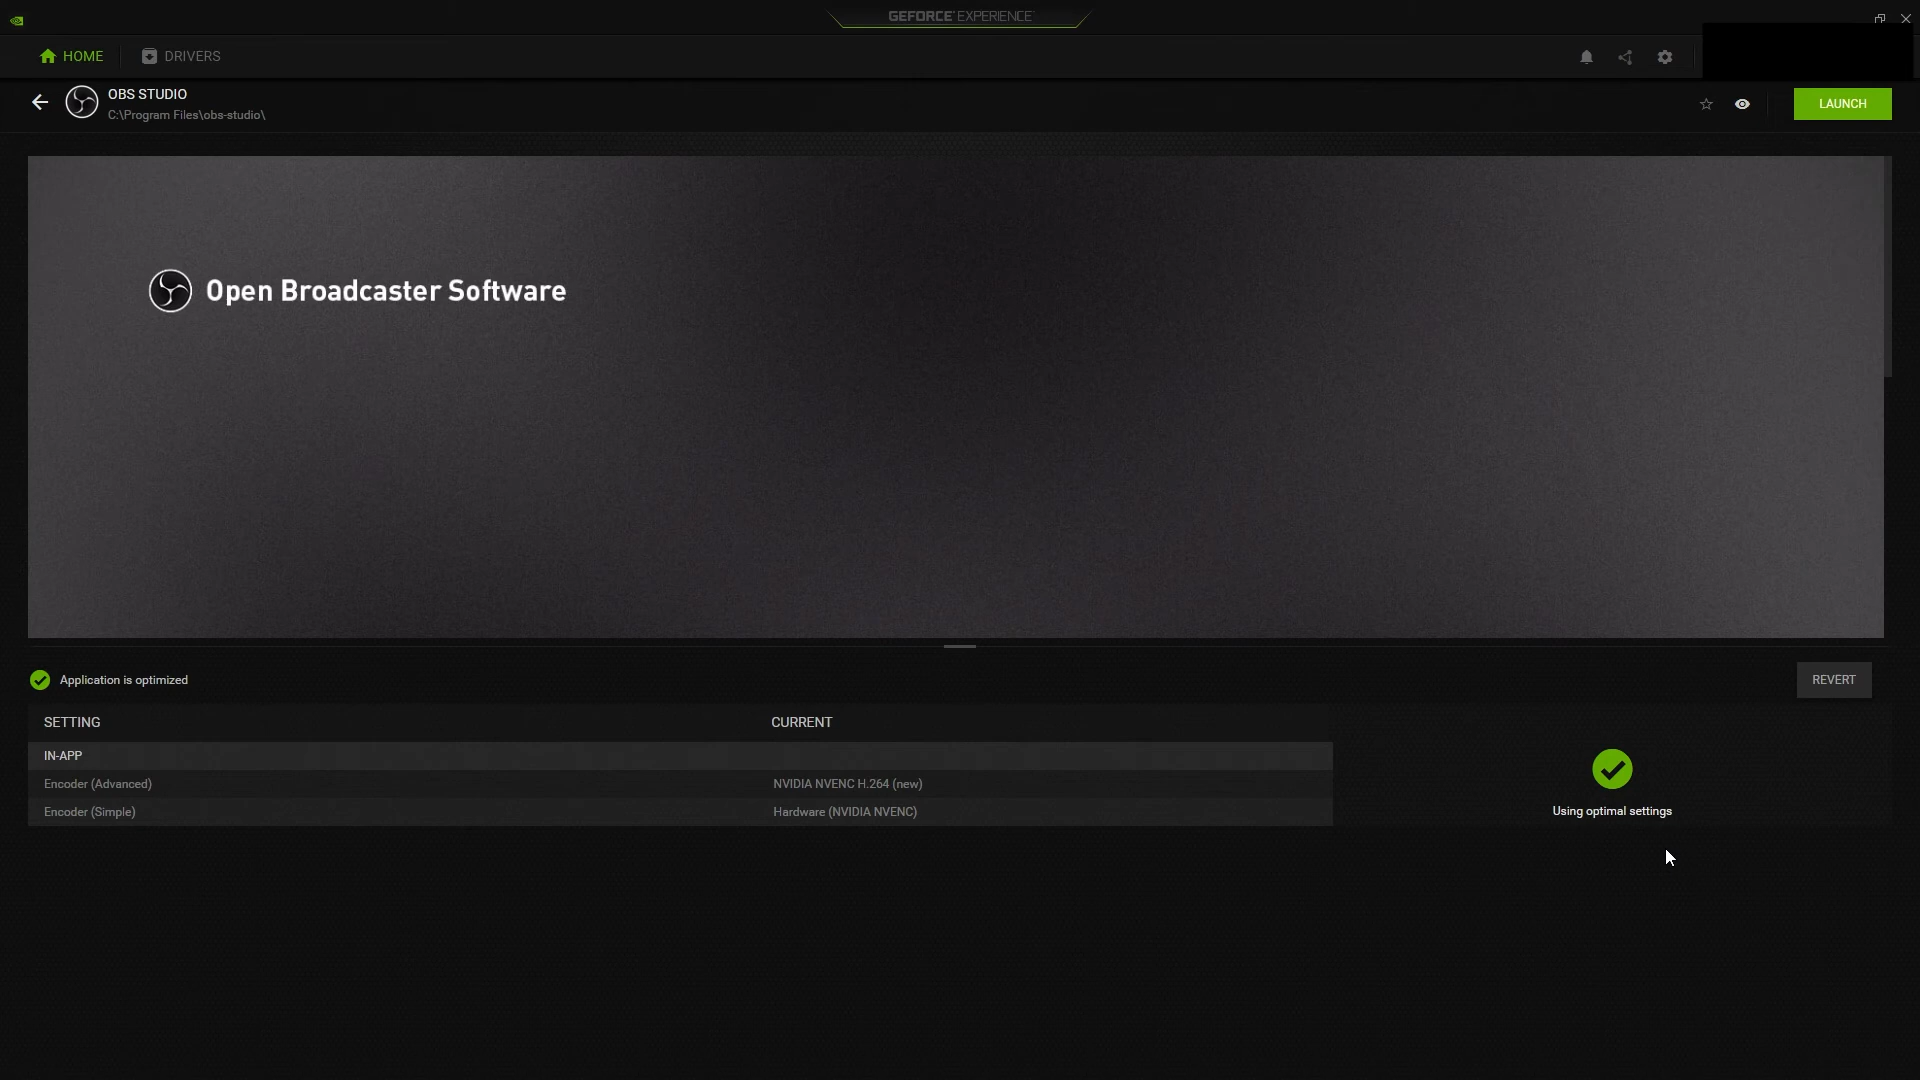 GEFORCE EXPERIENCE
HOME
DRIVERS
OBS STUDIO
C:\Program Files\obs-studio\
LAUNCH
Open Broadcaster Software
Application is optimized
REVERT
SETTING CURRENT
IN-APP
Encoder (Advanced) NVIDIA NVENC H.264 (new)
Encoder (Simple) Hardware (NVIDIA NVENC)
Using optimal settings